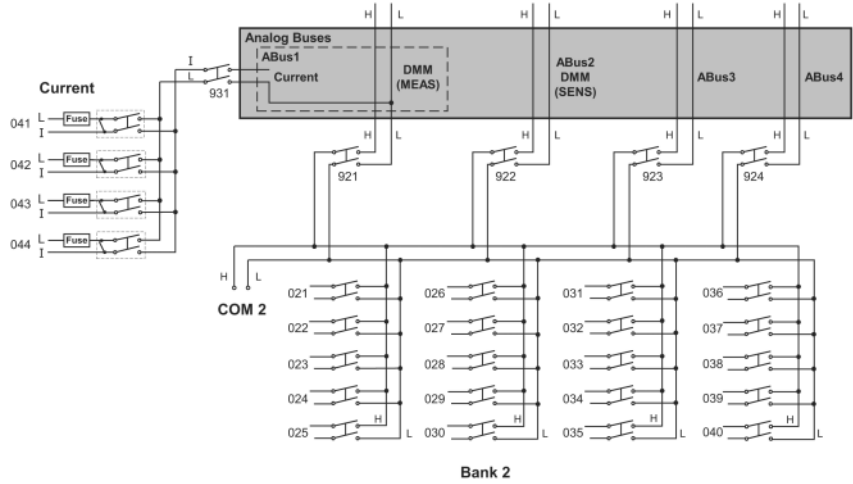 H L H L H L H L
Analog Buses
ABus1
Current
DMM
(MEAS)
ABus2
DMM
(SENS)
ABus3
ABus4
I
L
931
Current
041 L Fuse
I
042 L Fuse
I
043 L Fuse
I
044 L Fuse
I
H L H L H L H L
921 922 923 924
H L
COM 2
021 026 031 036
022 027 032 037
023 028 033 038
024 029 034 039
H H H H
025 L 030 L 035 L 040 L
Bank 2